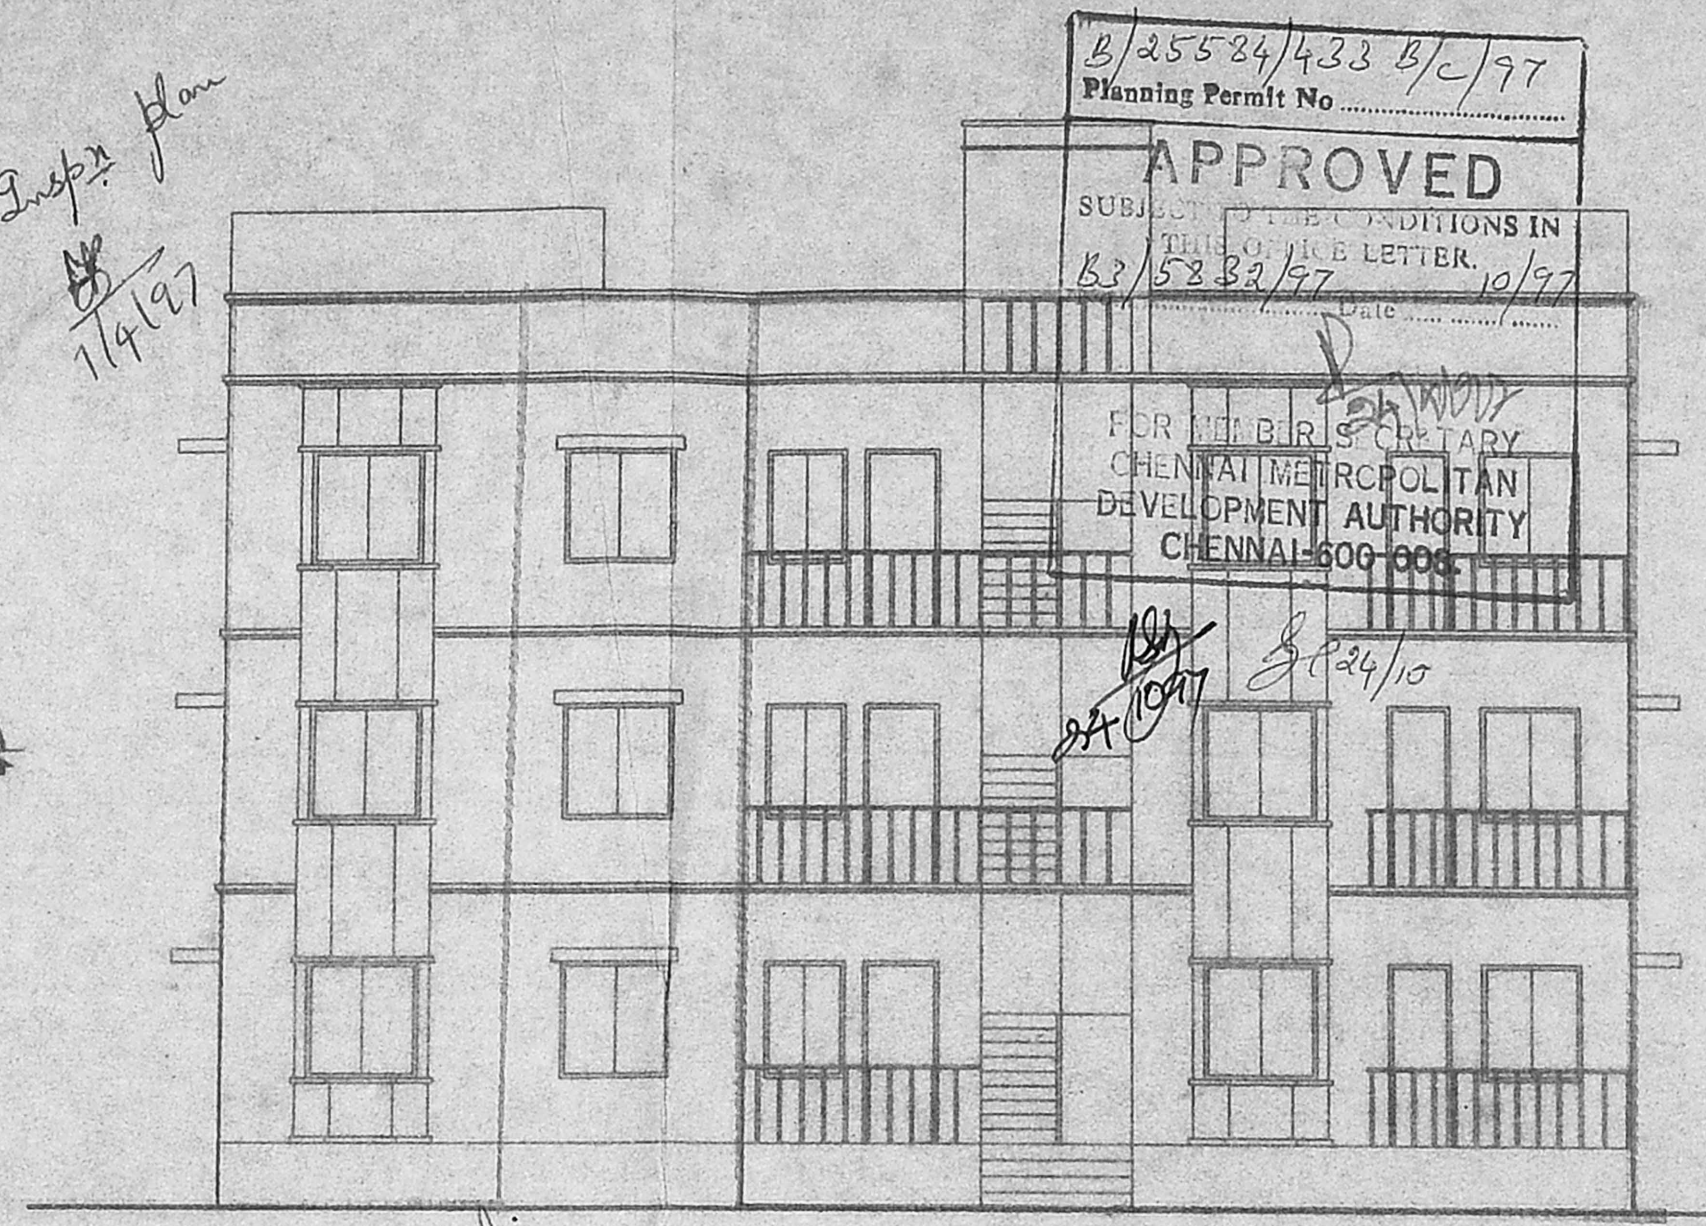 Inspn plan
7/4/97
B/25584/433 B/C/97
Planning Permit No ....................
APPROVED
SUBJECT TO THE CONDITIONS IN
THIS OFFICE LETTER.
B3/5832/97 10/97
Date
FOR MEMBER SECRETARY
CHENNAI METROPOLITAN
DEVELOPMENT AUTHORITY
CHENNAI-600 008.
24/10/97
24/10